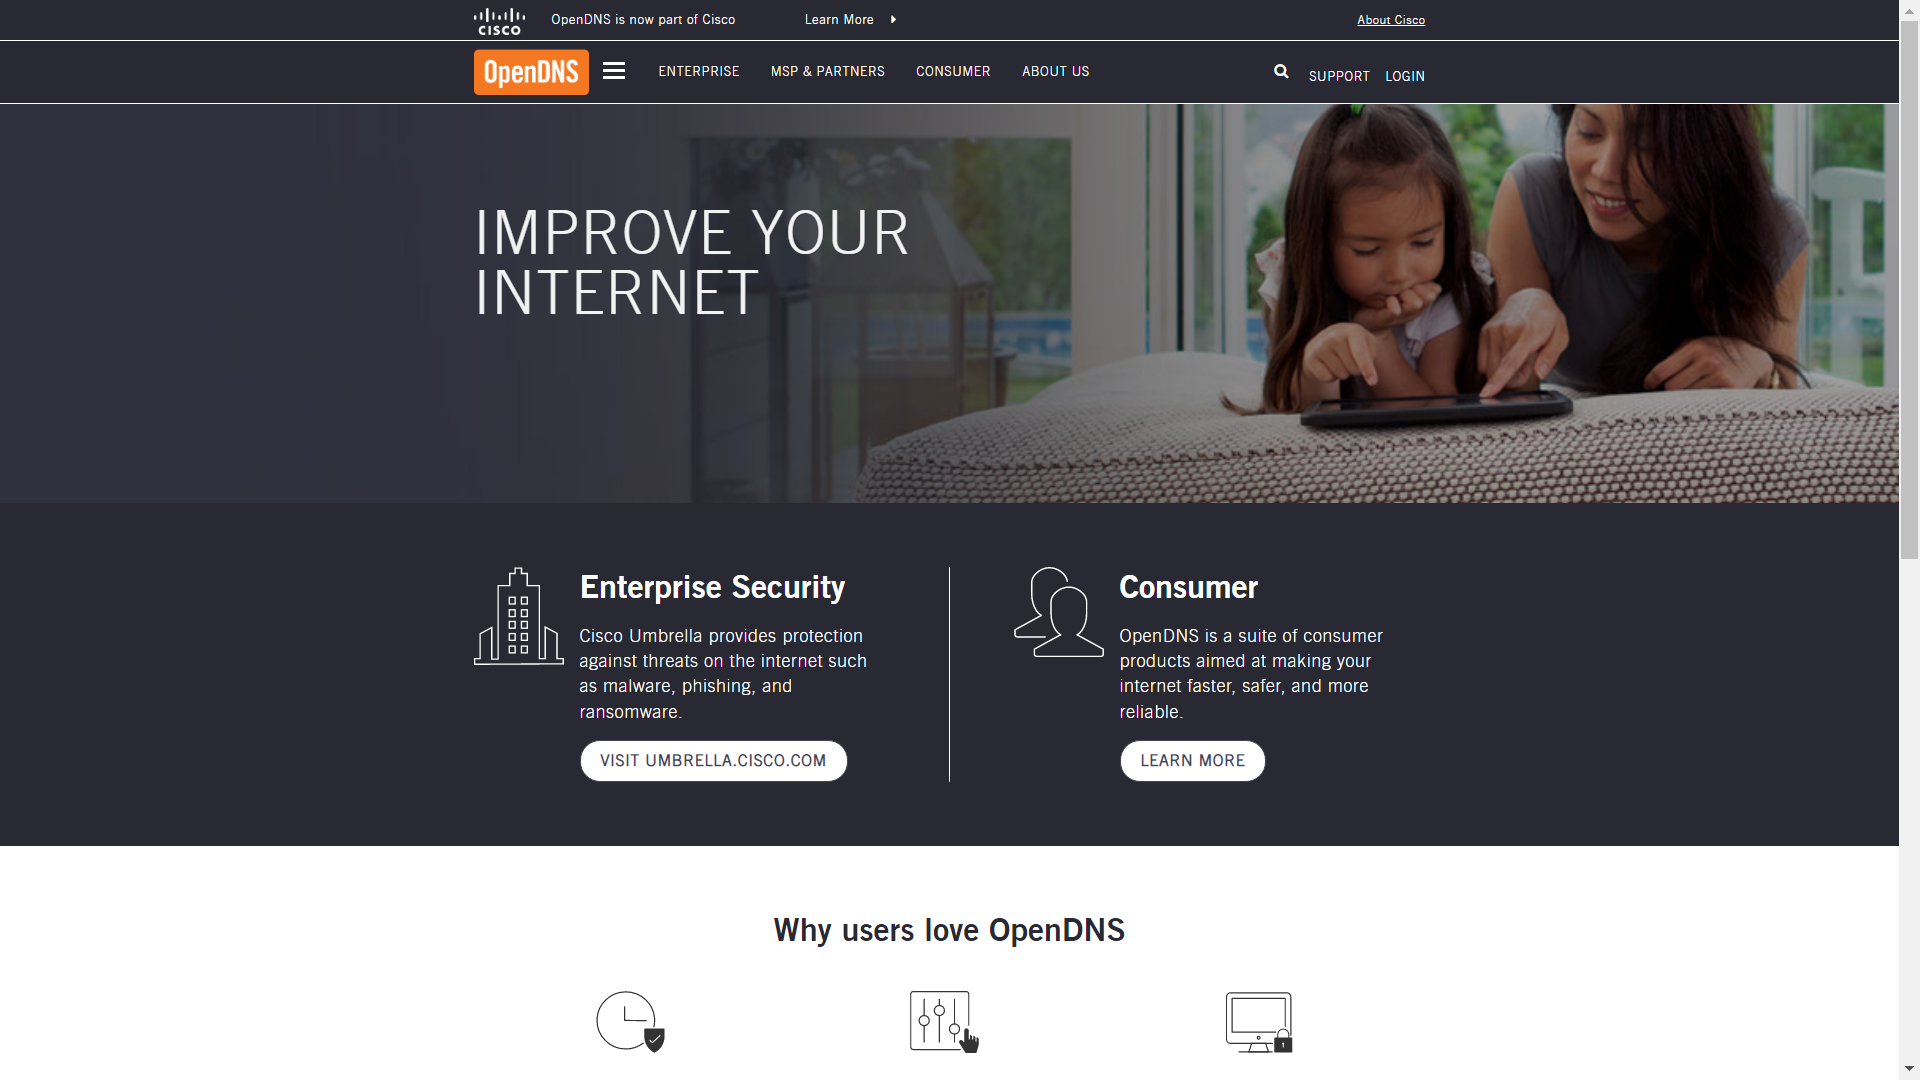 CISCO
OpenDNS is now part of Cisco
Learn More
About Cisco
OpenDNS
ENTERPRISE
MSP & PARTNERS
CONSUMER
ABOUT US
SUPPORT
LOGIN
IMPROVE YOUR
INTERNET
Enterprise Security
Cisco Umbrella provides protection
against threats on the internet such
as malware, phishing, and
ransomware.
VISIT UMBRELLA.CISCO.COM
Consumer
OpenDNS is a suite of consumer
products aimed at making your
internet faster, safer, and more
reliable.
LEARN MORE
Why users love OpenDNS